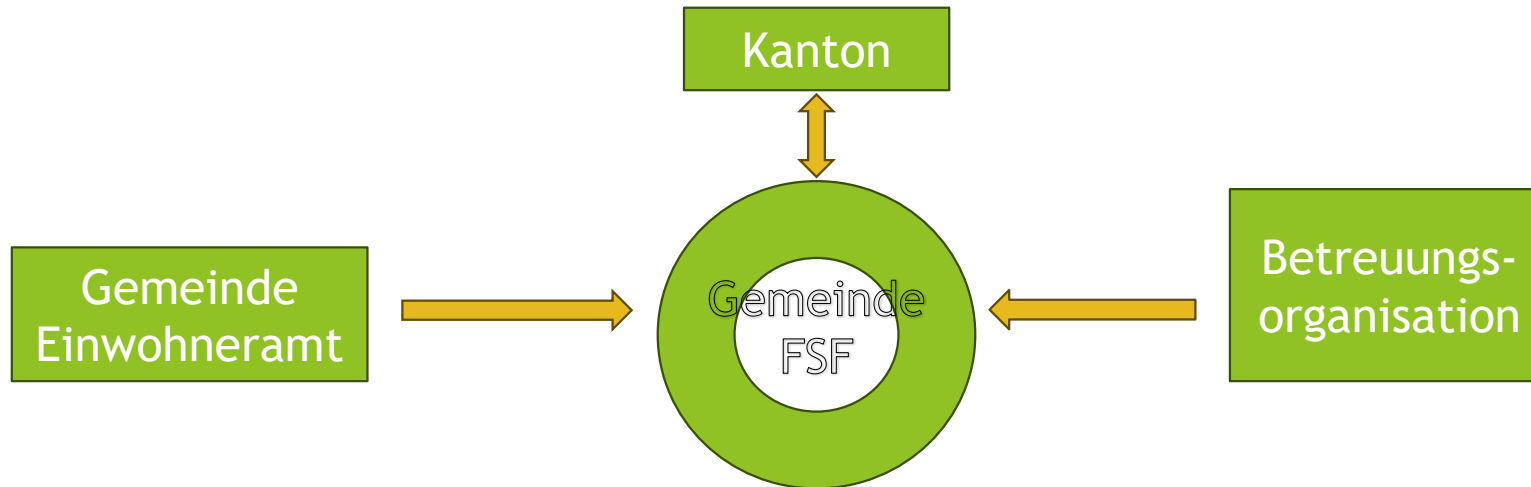 Kanton
Gemeinde
Einwohneramt
Gemeinde
FSF
Betreuungs-
organisation